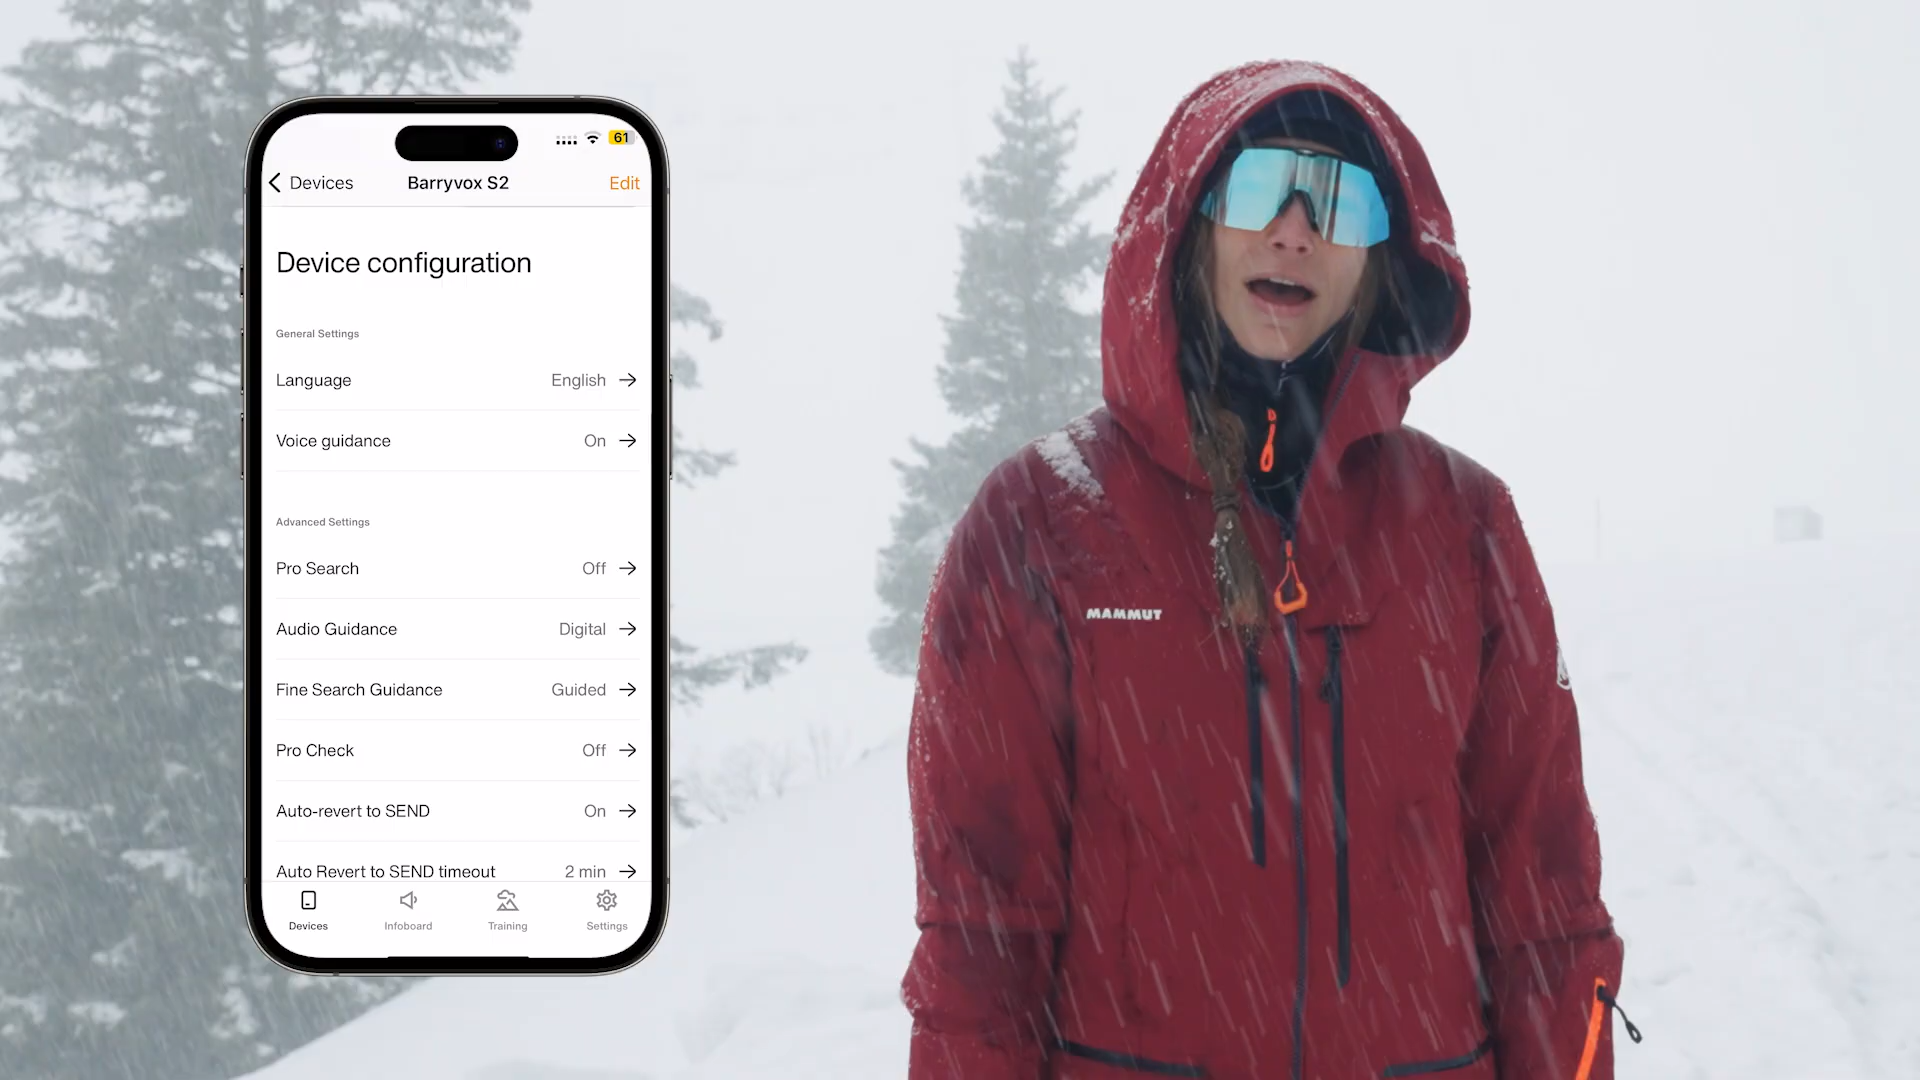 61
Devices
Barryvox S2
Edit
Device configuration
General Settings
Language English
Voice guidance On
Advanced Settings
Pro Search Off
Audio Guidance Digital
Fine Search Guidance Guided
Pro Check Off
Auto-revert to SEND On
Auto Revert to SEND timeout 2 min
Devices Infoboard Training Settings
MAMMUT